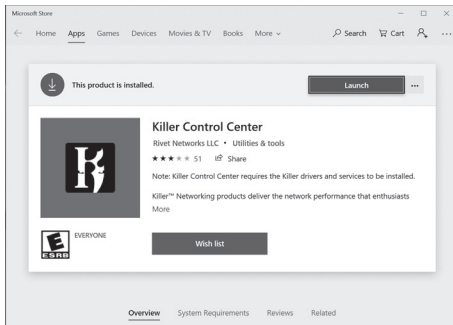 Microsoft Store
Home Apps Games Devices Movies & TV Books More Search Cart
This product is installed.
Launch
Killer Control Center
Rivet Networks LLC • Utilities & tools
51 Share
Note: Killer Control Center requires the Killer drivers and services to be installed.
Killer™ Networking products deliver the network performance that enthusiasts
More
E
ESRB
EVERYONE
Wish list
Overview System Requirements Reviews Related